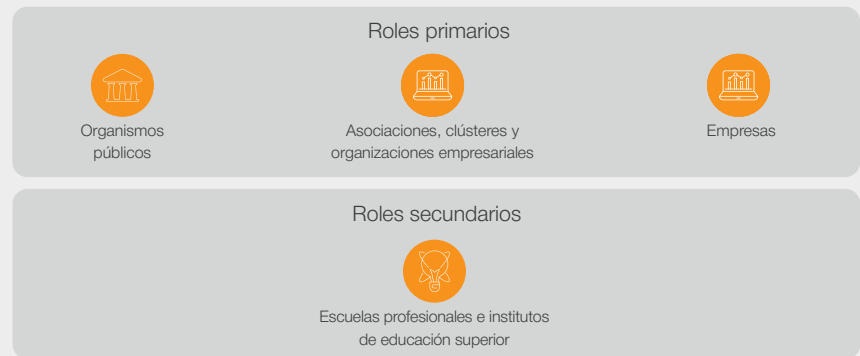 Roles primarios
Organismos
públicos
Asociaciones, clústeres y
organizaciones empresariales
Empresas
Roles secundarios
Escuelas profesionales e institutos
de educación superior